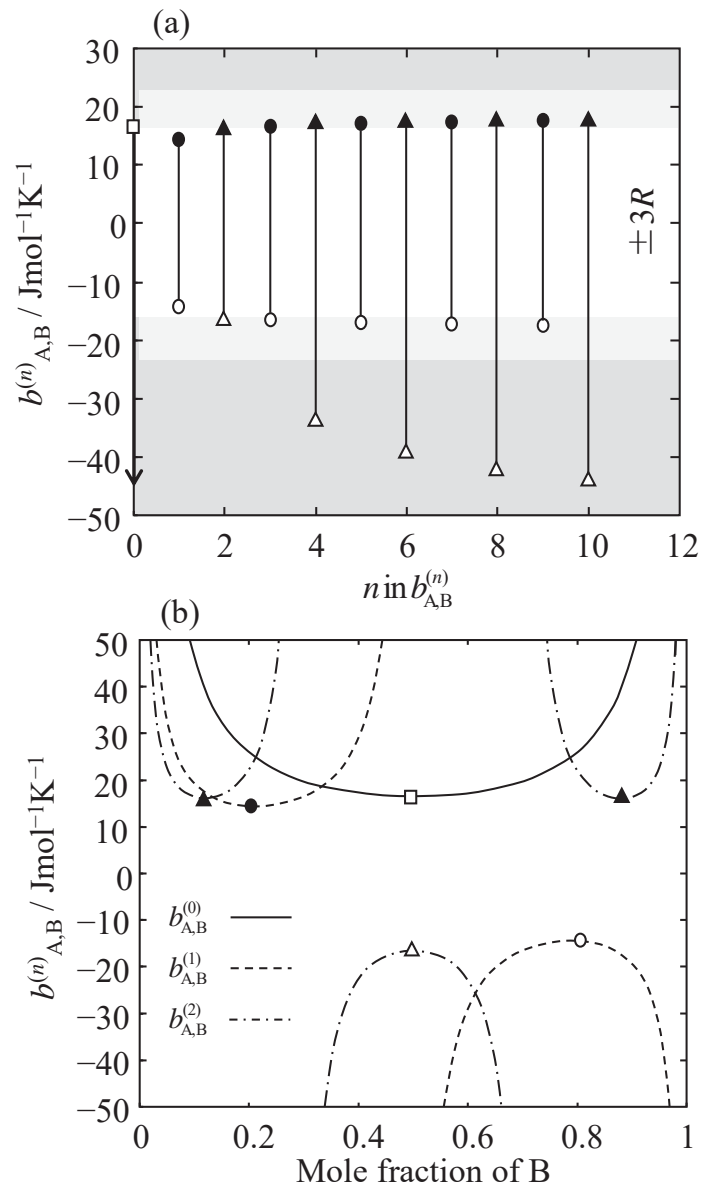 (a)
30
20
10
0
−10
−20
−30
−40
−50
b^{(n)}_{A,B} / Jmol^{−1}K^{−1}
±3R
0 2 4 6 8 10 12
n in b^{(n)}_{A,B}
(b)
50
40
30
20
10
0
−10
−20
−30
−40
−50
b^{(n)}_{A,B} / Jmol^{−1}K^{−1}
b^{(0)}_{A,B}
b^{(1)}_{A,B}
b^{(2)}_{A,B}
0 0.2 0.4 0.6 0.8 1
Mole fraction of B